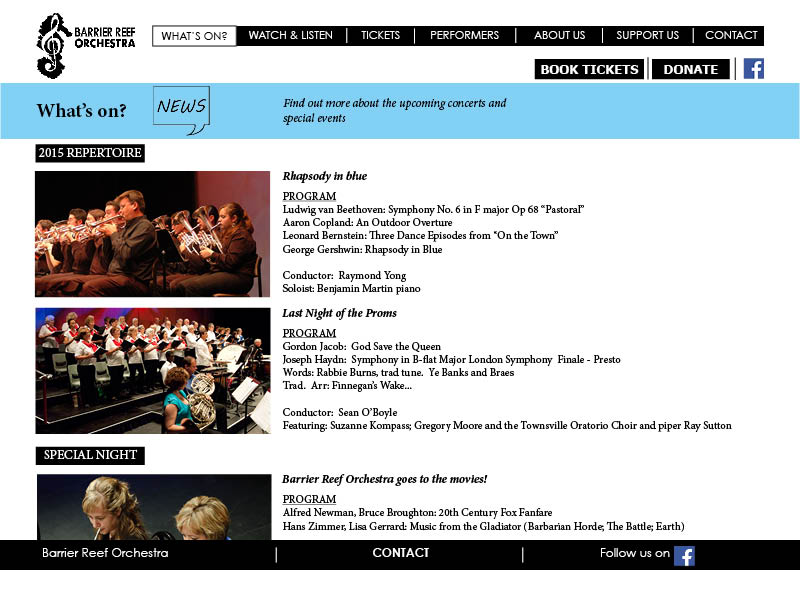 BARRIER REEF
ORCHESTRA
WHAT'S ON?
WATCH & LISTEN
TICKETS
PERFORMERS
ABOUT US
SUPPORT US
CONTACT
BOOK TICKETS
DONATE
f
What's on?
NEWS
Find out more about the upcoming concerts and
special events
2015 REPERTOIRE
Rhapsody in blue
PROGRAM
Ludwig van Beethoven: Symphony No. 6 in F major Op 68 “Pastoral”
Aaron Copland: An Outdoor Overture
Leonard Bernstein: Three Dance Episodes from “On the Town”
George Gershwin: Rhapsody in Blue
Conductor:  Raymond Yong
Soloist: Benjamin Martin piano
Last Night of the Proms
PROGRAM
Gordon Jacob:  God Save the Queen
Joseph Haydn:  Symphony in B-flat Major London Symphony  Finale - Presto
Words: Rabbie Burns, trad tune.  Ye Banks and Braes
Trad.  Arr: Finnegan's Wake...
Conductor:  Sean O'Boyle
Featuring: Suzanne Kompass; Gregory Moore and the Townsville Oratorio Choir and piper Ray Sutton
SPECIAL NIGHT
Barrier Reef Orchestra goes to the movies!
PROGRAM
Alfred Newman, Bruce Broughton: 20th Century Fox Fanfare
Hans Zimmer, Lisa Gerrard: Music from the Gladiator (Barbarian Horde; The Battle; Earth)
Barrier Reef Orchestra
CONTACT
Follow us on f